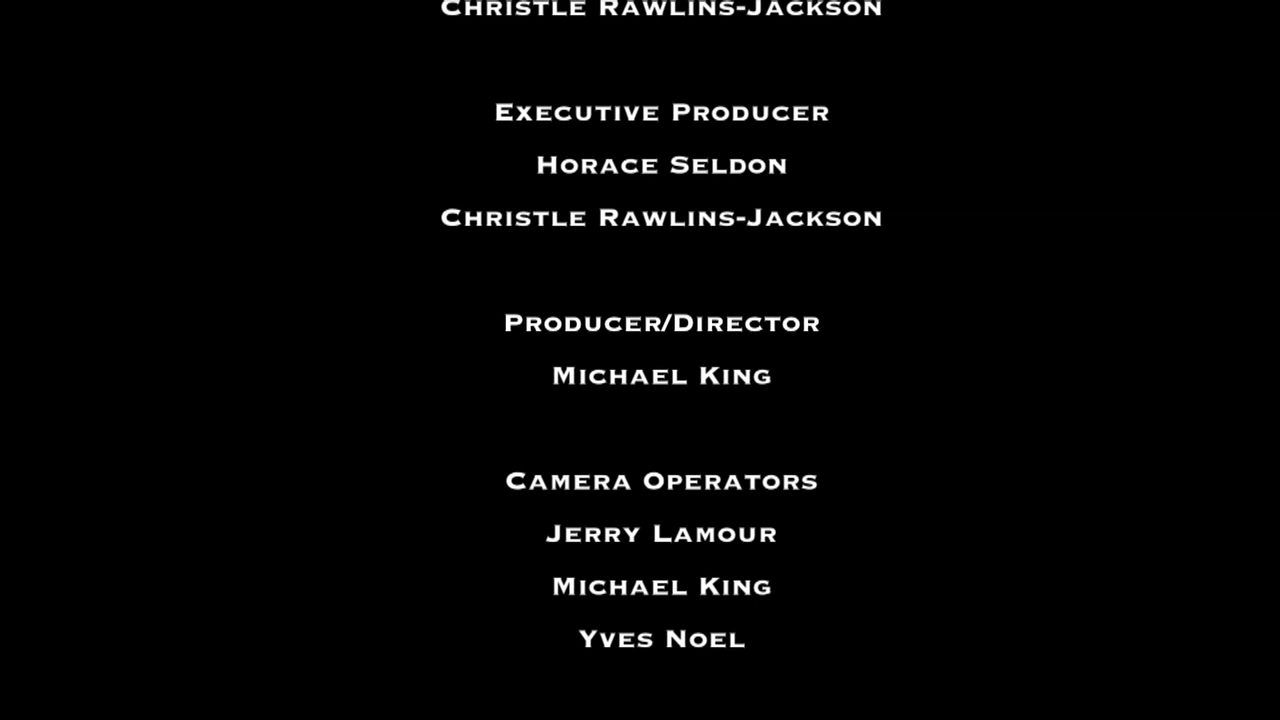 Christle Rawlins-Jackson
Executive Producer
Horace Seldon
Christle Rawlins-Jackson
Producer/Director
Michael King
Camera Operators
Jerry Lamour
Michael King
Yves Noel